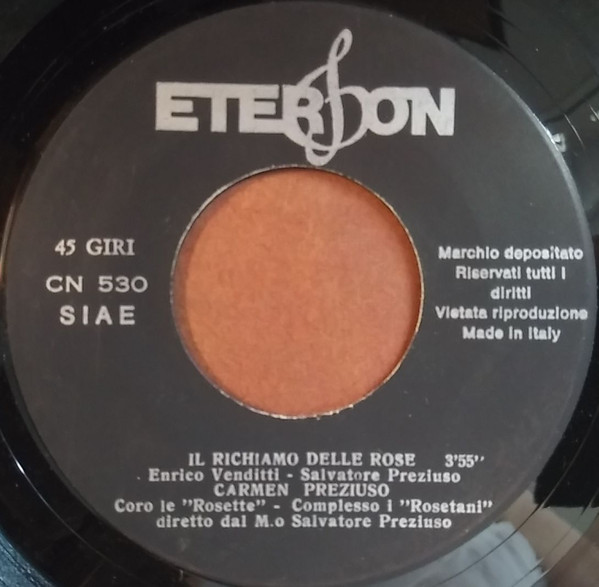 ETERSON
45 GIRI
CN 530
SIAE
Marchio depositato
Riservati tutti i
diritti
Vietata riproduzione
Made in Italy
IL RICHIAMO DELLE ROSE 3'55''
Enrico Venditti - Salvatore Preziuso
CARMEN PREZIUSO
Coro le "Rosette" - Complesso i "Rosetani"
diretto dal M.o Salvatore Preziuso